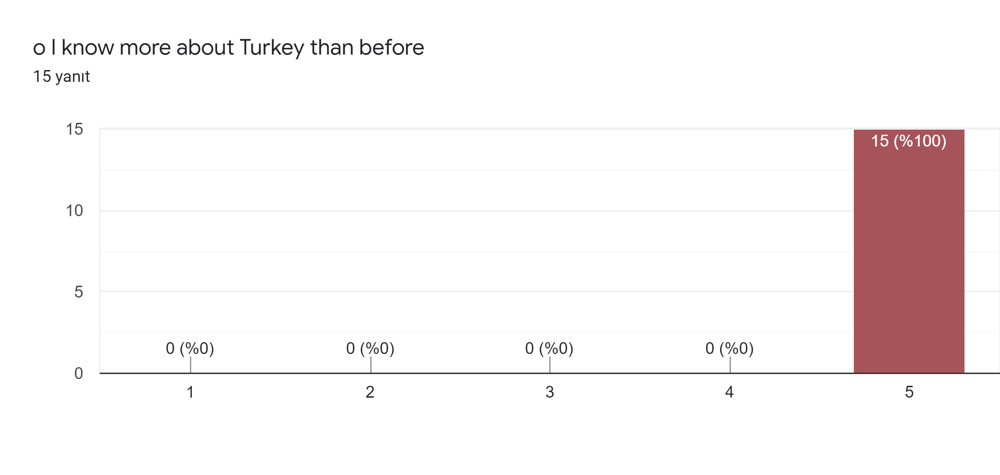 o I know more about Turkey than before
15 yanıt
15
15 (%100)
10
5
0 (%0) 0 (%0) 0 (%0) 0 (%0)
0
1 2 3 4 5